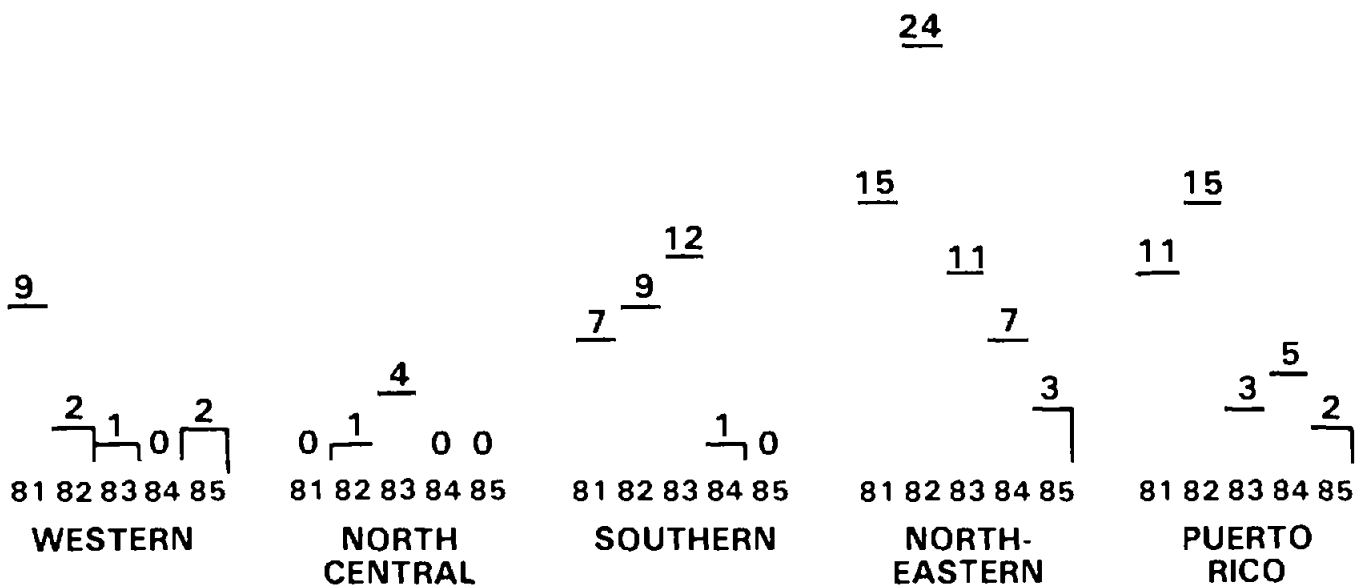 24
15 15
12
11 11
9 9
7 7
5
4
3 3
2 2 2
1 0 0 1 0 0 1 0
81 82 83 84 85 81 82 83 84 85 81 82 83 84 85 81 82 83 84 85 81 82 83 84 85
WESTERN NORTH SOUTHERN NORTH- PUERTO
CENTRAL EASTERN RICO